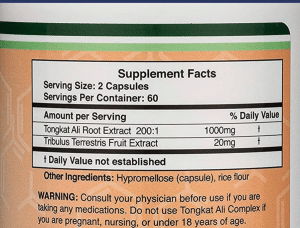 Supplement Facts
Serving Size: 2 Capsules
Servings Per Container: 60
Amount per Serving % Daily Value
Tongkat Ali Root Extract 200:1 1000mg †
Tribulus Terrestris Fruit Extract 20mg †
† Daily Value not established
Other Ingredients: Hypromellose (capsule), rice flour
WARNING: Consult your physician before use if you are
taking any medications. Do not use Tongkat Ali Complex if
you are pregnant, nursing, or under 18 years of age.